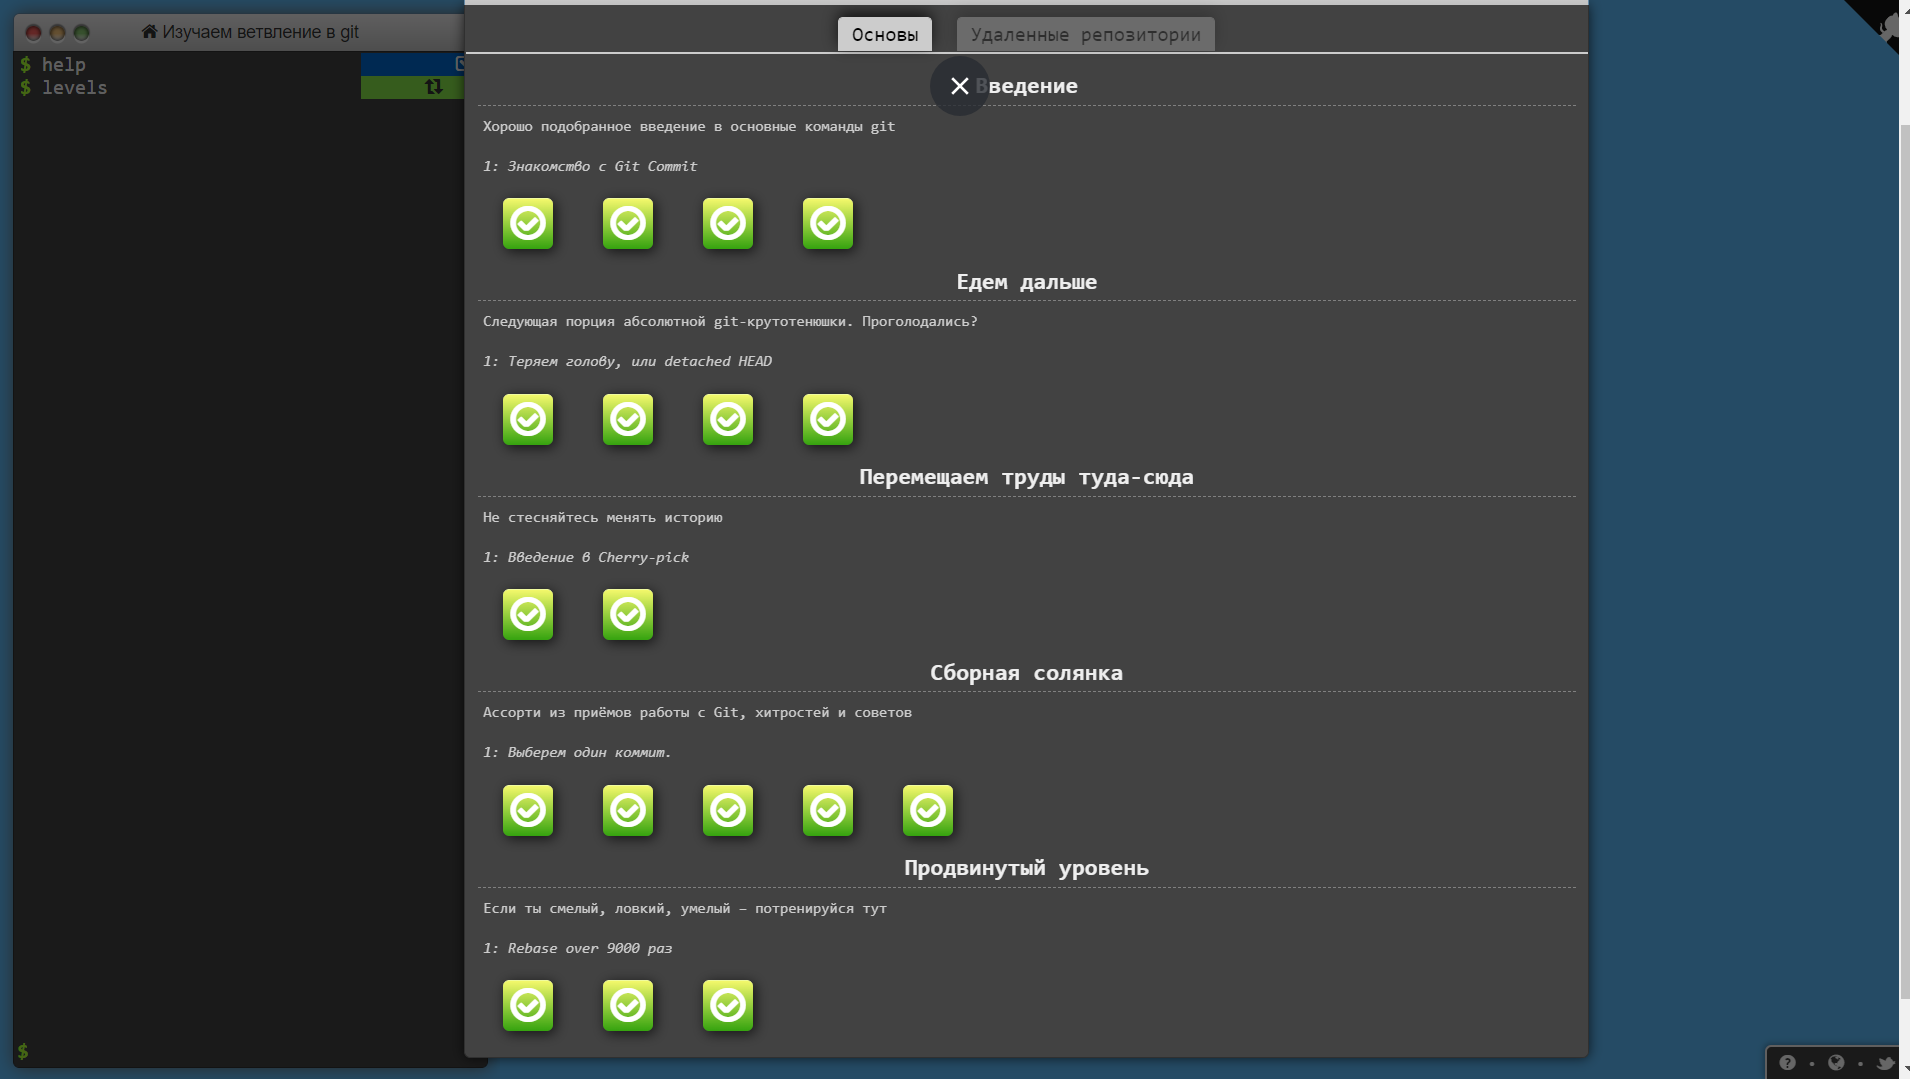 Изучаем ветвление в git
$ help
$ levels
$
Основы
Удаленные репозитории
Введение
Хорошо подобранное введение в основные команды git
1: Знакомство с Git Commit
Едем дальше
Следующая порция абсолютной git-крутотенюшки. Проголодались?
1: Теряем голову, или detached HEAD
Перемещаем труды туда-сюда
Не стесняйтесь менять историю
1: Введение в Cherry-pick
Сборная солянка
Ассорти из приёмов работы с Git, хитростей и советов
1: Выберем один коммит.
Продвинутый уровень
Если ты смелый, ловкий, умелый — потренируйся тут
1: Rebase over 9000 раз